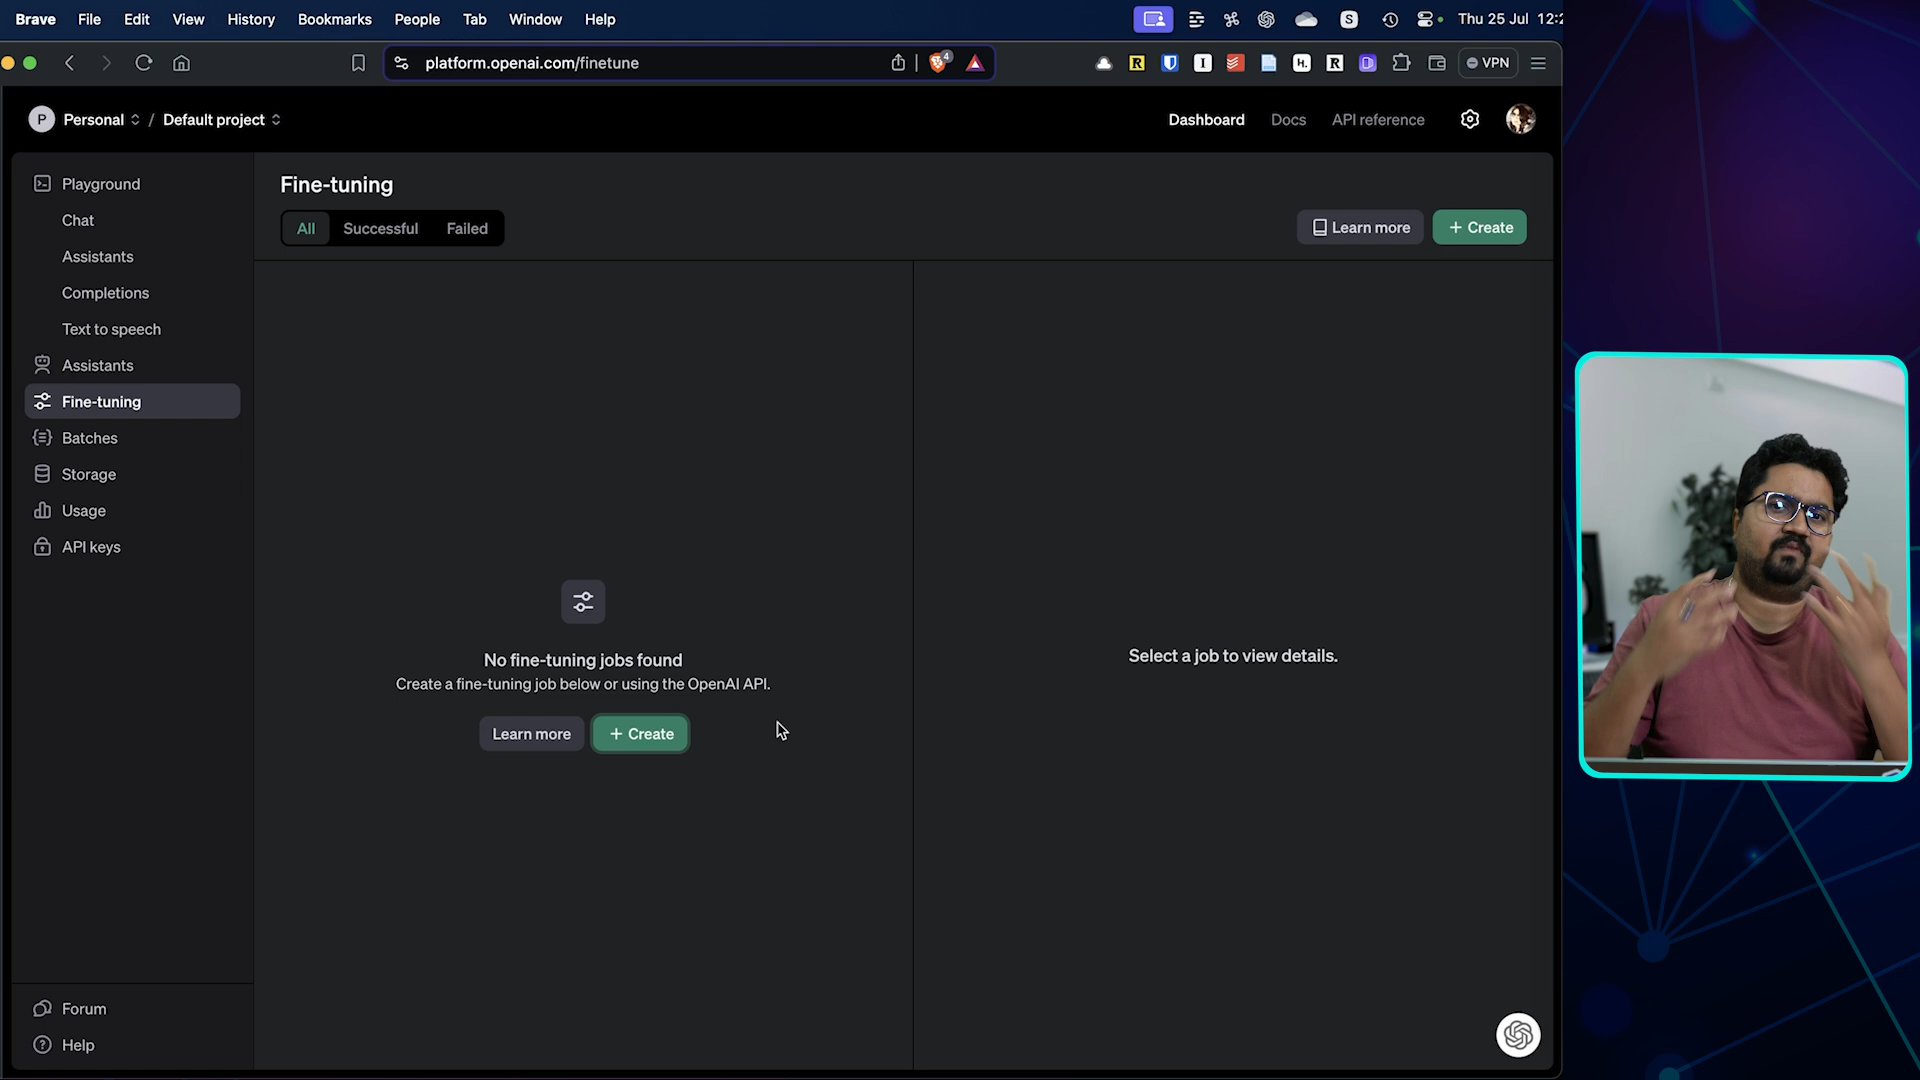 Brave File Edit View History Bookmarks People Tab Window Help
S
Thu 25 Jul 12:2
platform.openai.com/finetune
4
R
I
H.
R
VPN
P Personal / Default project
Dashboard Docs API reference
Playground
Chat
Assistants
Completions
Text to speech
Assistants
Fine-tuning
Batches
Storage
Usage
API keys
Forum
Help
Fine-tuning
All Successful Failed
Learn more
+ Create
No fine-tuning jobs found
Create a fine-tuning job below or using the OpenAI API.
Learn more
+ Create
Select a job to view details.